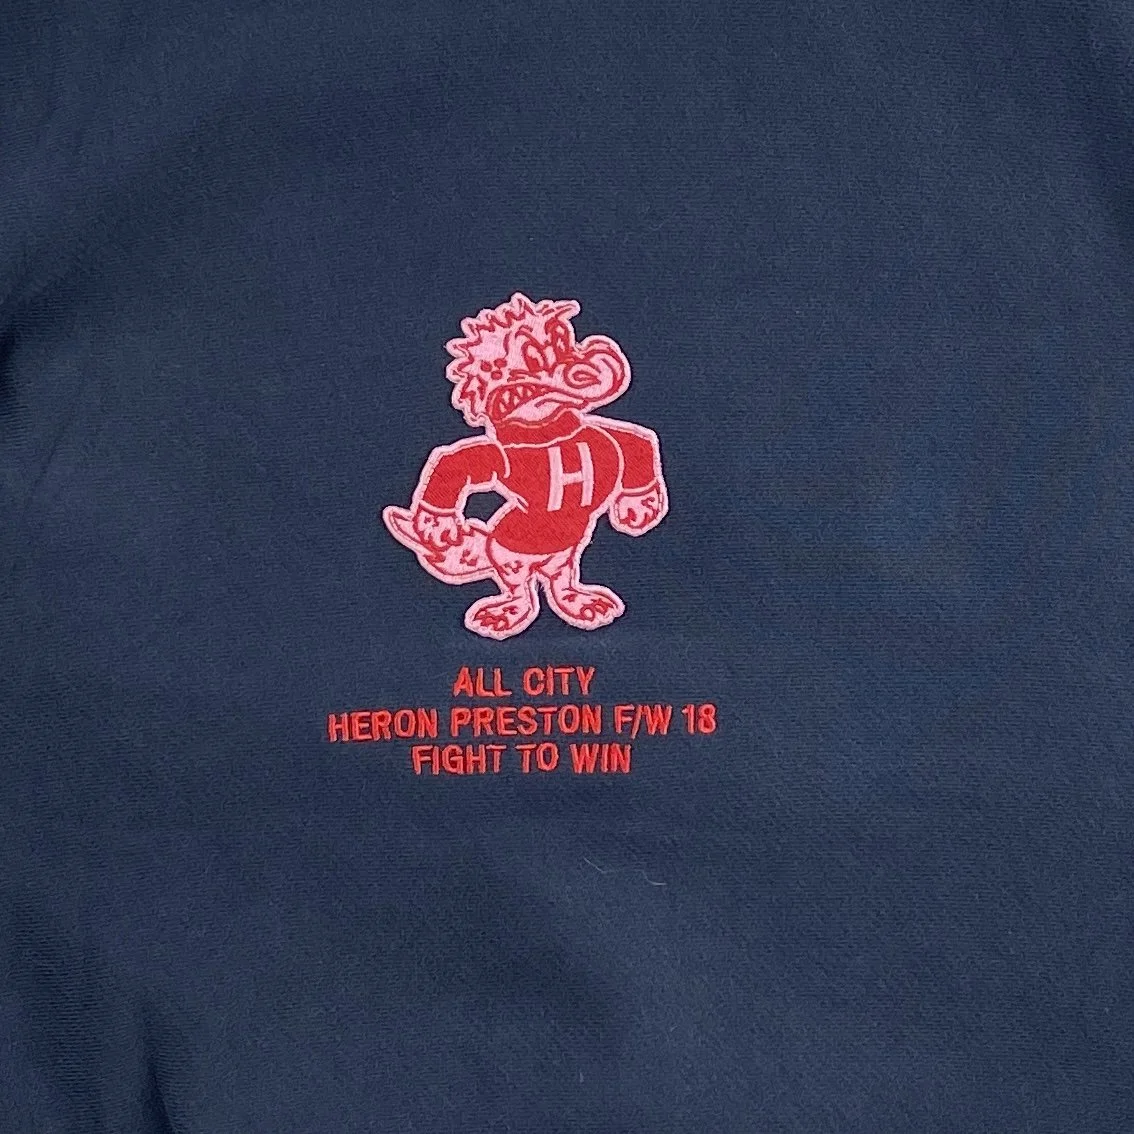 H
ALL CITY
HERON PRESTON F/W 18
FIGHT TO WIN